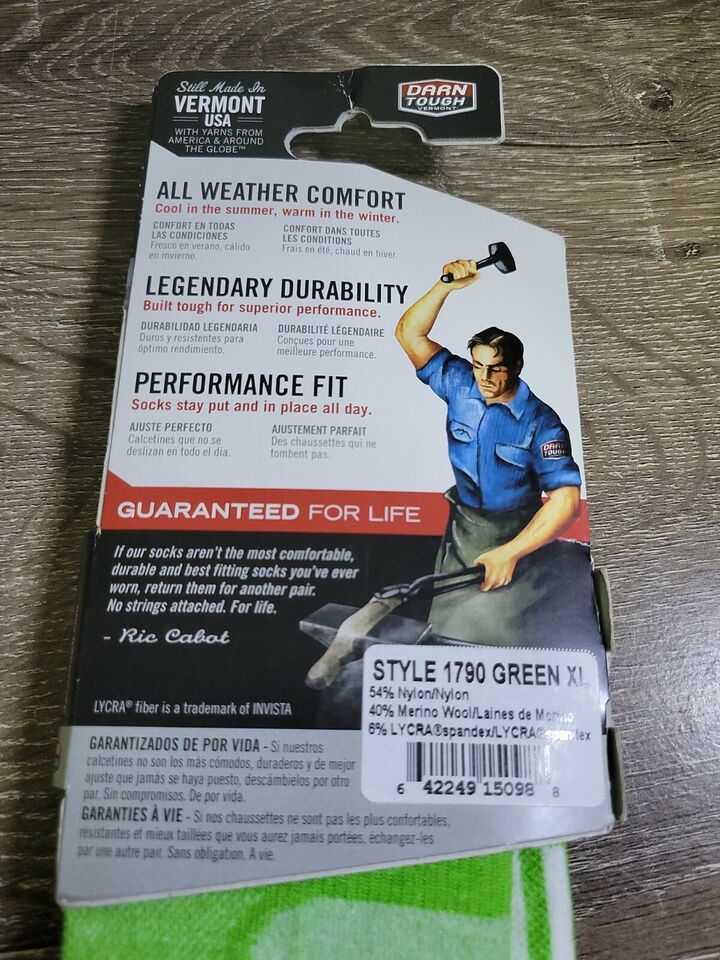 Still Made In
VERMONT
USA
WITH YARNS FROM
AMERICA & AROUND
THE GLOBE™
DARN
TOUGH
VERMONT
ALL WEATHER COMFORT
Cool in the summer, warm in the winter.
CONFORT EN TODAS
LAS CONDICIONES
Fresco en verano, cálido
en invierno.
CONFORT DANS TOUTES
LES CONDITIONS
Frais en été, chaud en hiver.
LEGENDARY DURABILITY
Built tough for superior performance.
DURABILIDAD LEGENDARIA
Duros y resistentes para
óptimo rendimiento.
DURABILITÉ LÉGENDAIRE
Conçues pour une
meilleure performance.
PERFORMANCE FIT
Socks stay put and in place all day.
AJUSTE PERFECTO
Calcetines que no se
deslizan en todo el día.
AJUSTEMENT PARFAIT
Des chaussettes qui ne
tombent pas.
DARN
TOUGH
GUARANTEED FOR LIFE
If our socks aren't the most comfortable,
durable and best fitting socks you've ever
worn, return them for another pair.
No strings attached. For life.
- Ric Cabot
LYCRA® fiber is a trademark of INVISTA
STYLE 1790 GREEN XL
54% Nylon/Nylon
40% Merino Wool/Laines de Merino
6% LYCRA®spandex/LYCRA®spandex
6 42249 15098 8
GARANTIZADOS DE POR VIDA - Si nuestros
calcetines no son los más cómodos, duraderos y de mejor
ajuste que jamás se haya puesto, descámbielos por otro
par. Sin compromisos. De por vida.
GARANTIES À VIE - Si nos chaussettes ne sont pas les plus confortables,
résistantes et mieux taillées que vous aurez jamais portées, échangez-les
par une autre pair. Sans obligation. A vie.